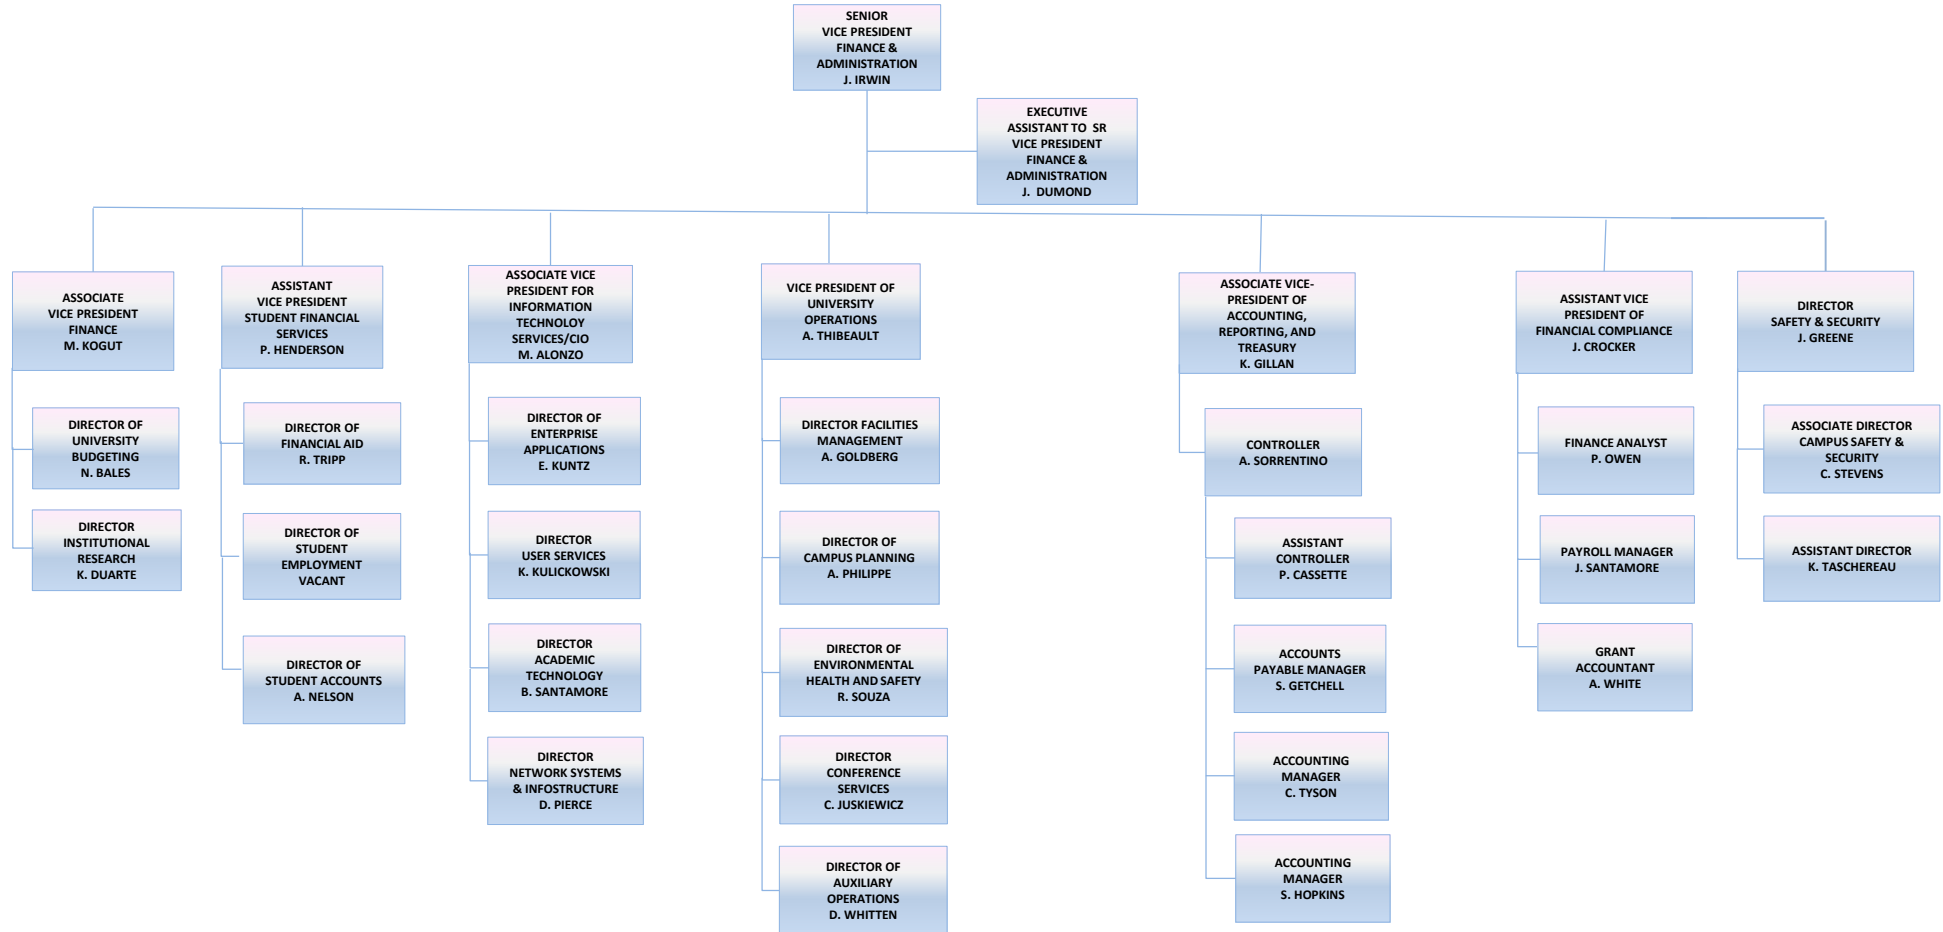 SENIOR
VICE PRESIDENT
FINANCE &
ADMINISTRATION
J. IRWIN
EXECUTIVE
ASSISTANT TO  SR
VICE PRESIDENT
FINANCE &
ADMINISTRATION
J.  DUMOND
ASSOCIATE
VICE PRESIDENT
FINANCE
M. KOGUT
DIRECTOR OF
UNIVERSITY
BUDGETING
N. BALES
DIRECTOR
INSTITUTIONAL
RESEARCH
K. DUARTE
ASSISTANT
VICE PRESIDENT
STUDENT FINANCIAL
SERVICES
P. HENDERSON
DIRECTOR OF
FINANCIAL AID
R. TRIPP
DIRECTOR OF
STUDENT
EMPLOYMENT
VACANT
DIRECTOR OF
STUDENT ACCOUNTS
A. NELSON
ASSOCIATE VICE
PRESIDENT FOR
INFORMATION
TECHNOLOY
SERVICES/CIO
M. ALONZO
DIRECTOR OF
ENTERPRISE
APPLICATIONS
E. KUNTZ
DIRECTOR
USER SERVICES
K. KULICKOWSKI
DIRECTOR
ACADEMIC
TECHNOLOGY
B. SANTAMORE
DIRECTOR
NETWORK SYSTEMS
& INFOSTRUCTURE
D. PIERCE
VICE PRESIDENT OF
UNIVERSITY
OPERATIONS
A. THIBEAULT
DIRECTOR FACILITIES
MANAGEMENT
A. GOLDBERG
DIRECTOR OF
CAMPUS PLANNING
A. PHILIPPE
DIRECTOR OF
ENVIRONMENTAL
HEALTH AND SAFETY
R. SOUZA
DIRECTOR
CONFERENCE
SERVICES
C. JUSKIEWICZ
DIRECTOR OF
AUXILIARY
OPERATIONS
D. WHITTEN
ASSOCIATE VICE-
PRESIDENT OF
ACCOUNTING,
REPORTING, AND
TREASURY
K. GILLAN
CONTROLLER
A. SORRENTINO
ASSISTANT
CONTROLLER
P. CASSETTE
ACCOUNTS
PAYABLE MANAGER
S. GETCHELL
ACCOUNTING
MANAGER
C. TYSON
ACCOUNTING
MANAGER
S. HOPKINS
ASSISTANT VICE
PRESIDENT OF
FINANCIAL COMPLIANCE
J. CROCKER
FINANCE ANALYST
P. OWEN
PAYROLL MANAGER
J. SANTAMORE
GRANT
ACCOUNTANT
A. WHITE
DIRECTOR
SAFETY & SECURITY
J. GREENE
ASSOCIATE DIRECTOR
CAMPUS SAFETY &
SECURITY
C. STEVENS
ASSISTANT DIRECTOR
K. TASCHEREAU